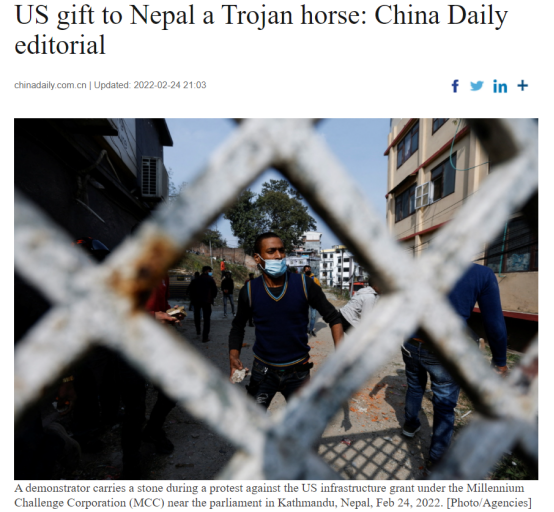 US gift to Nepal a Trojan horse: China Daily
editorial
chinadaily.com.cn | Updated: 2022-02-24 21:03
A demonstrator carries a stone during a protest against the US infrastructure grant under the Millennium
Challenge Corporation (MCC) near the parliament in Kathmandu, Nepal, Feb 24, 2022. [Photo/Agencies]